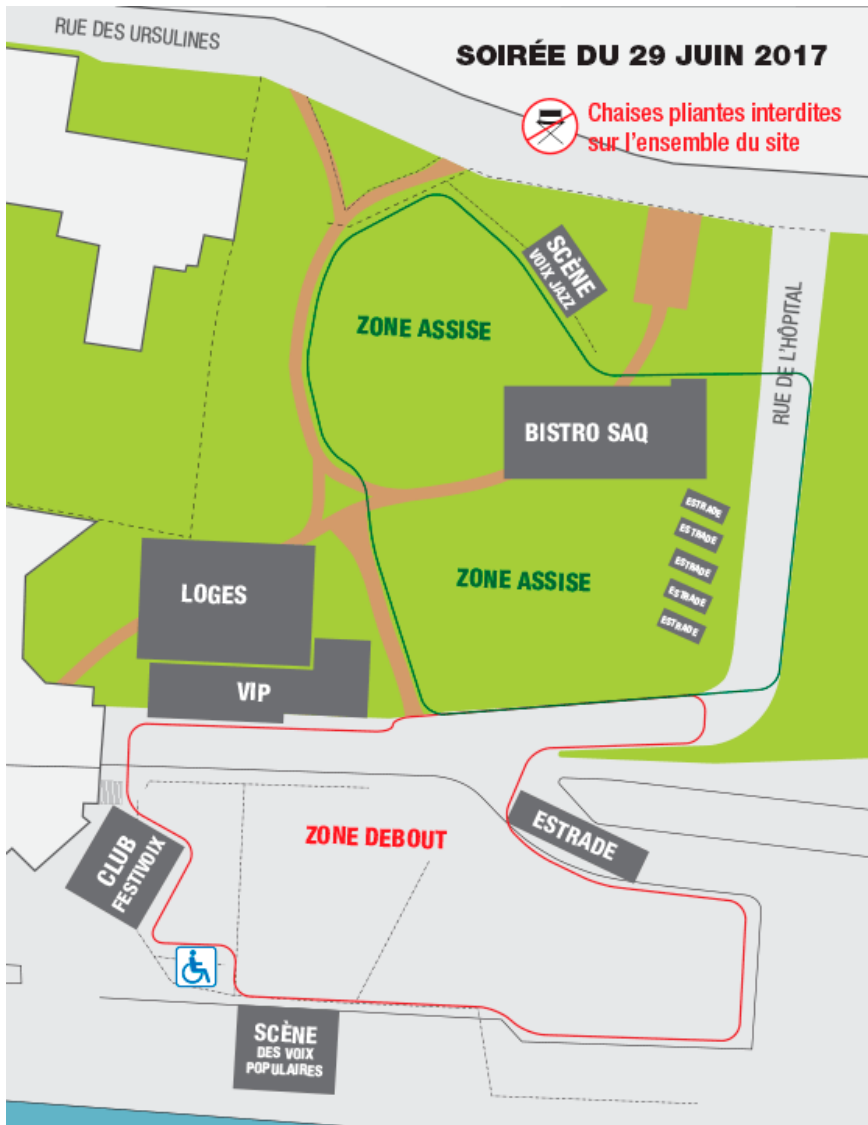 RUE DES URSULINES
SOIRÉE DU 29 JUIN 2017
Chaises pliantes interdites
sur l'ensemble du site
SCÈNE
VOIX JAZZ
ZONE ASSISE
RUE DE L'HÔPITAL
BISTRO SAQ
ESTRADE
ESTRADE
ESTRADE
ESTRADE
ESTRADE
ZONE ASSISE
LOGES
VIP
ZONE DEBOUT
ESTRADE
CLUB
FESTIVOIX
SCÈNE
DES VOIX
POPULAIRES